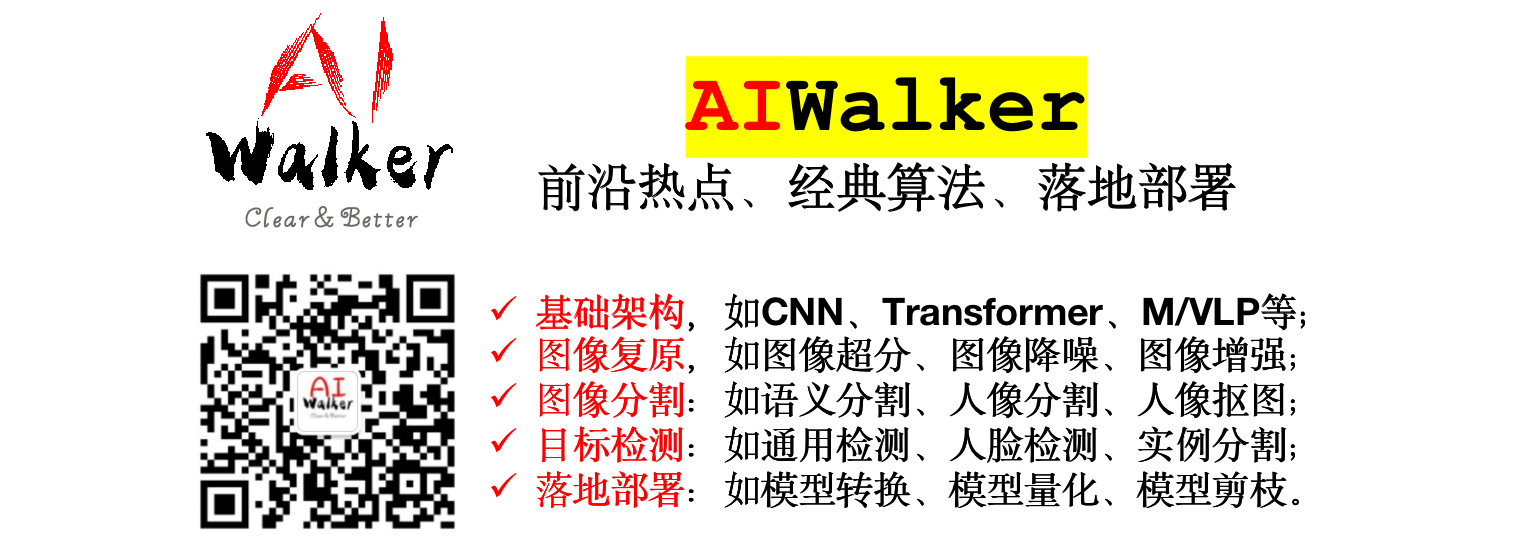 AI
Walker
Clear & Better
AIWalker
前沿热点、经典算法、落地部署
AI
Walker
Clear & Better
✓ 基础架构，如CNN、Transformer、M/VLP等；
✓ 图像复原，如图像超分、图像降噪、图像增强；
✓ 图像分割：如语义分割、人像分割、人像抠图；
✓ 目标检测：如通用检测、人脸检测、实例分割；
✓ 落地部署：如模型转换、模型量化、模型剪枝。